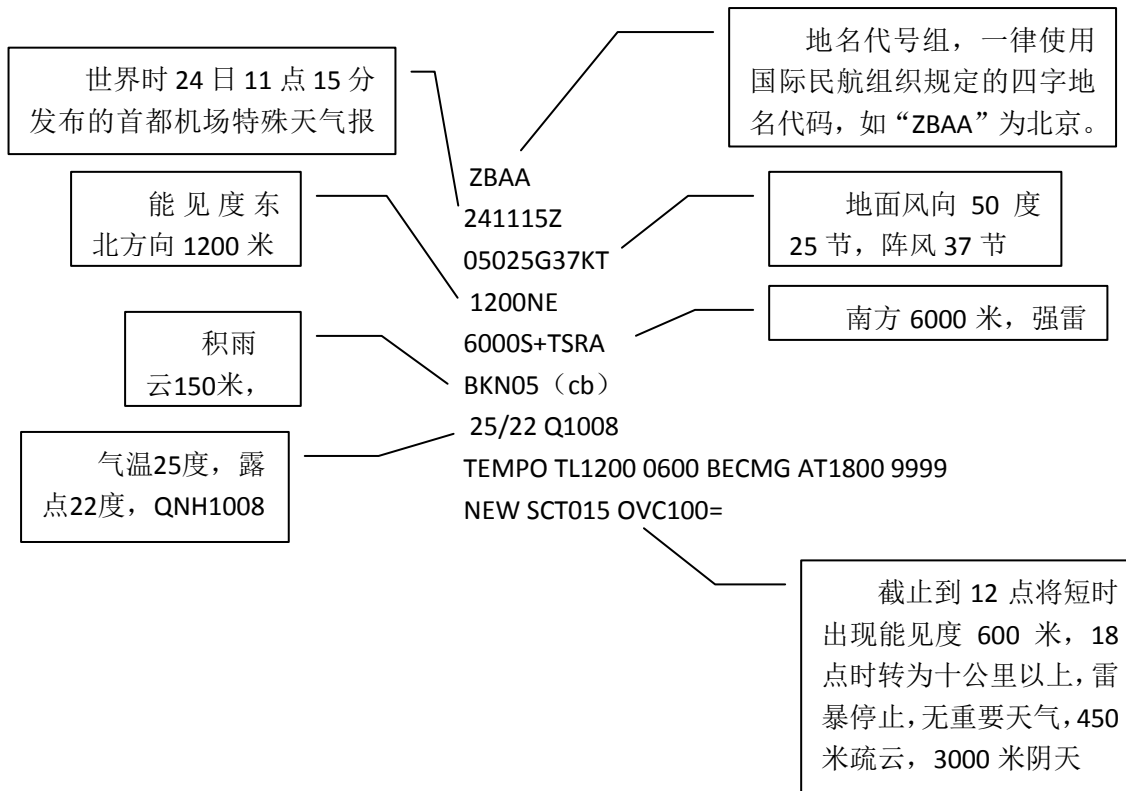 地名代号组，一律使用
国际民航组织规定的四字地
名代码，如“ZBAA”为北京。
世界时 24 日 11 点 15 分
发布的首都机场特殊天气报
ZBAA
能见度东
北方向 1200 米
241115Z
地面风向 50 度
25 节，阵风 37 节
05025G37KT
1200NE
南方 6000 米，强雷
6000S+TSRA
积雨
云150米，
BKN05（cb）
25/22 Q1008
气温25度，露
点22度，QNH1008
TEMPO TL1200 0600 BECMG AT1800 9999
NEW SCT015 OVC100=
截止到 12 点将短时
出现能见度 600 米，18
点时转为十公里以上，雷
暴停止，无重要天气，450
米疏云，3000 米阴天